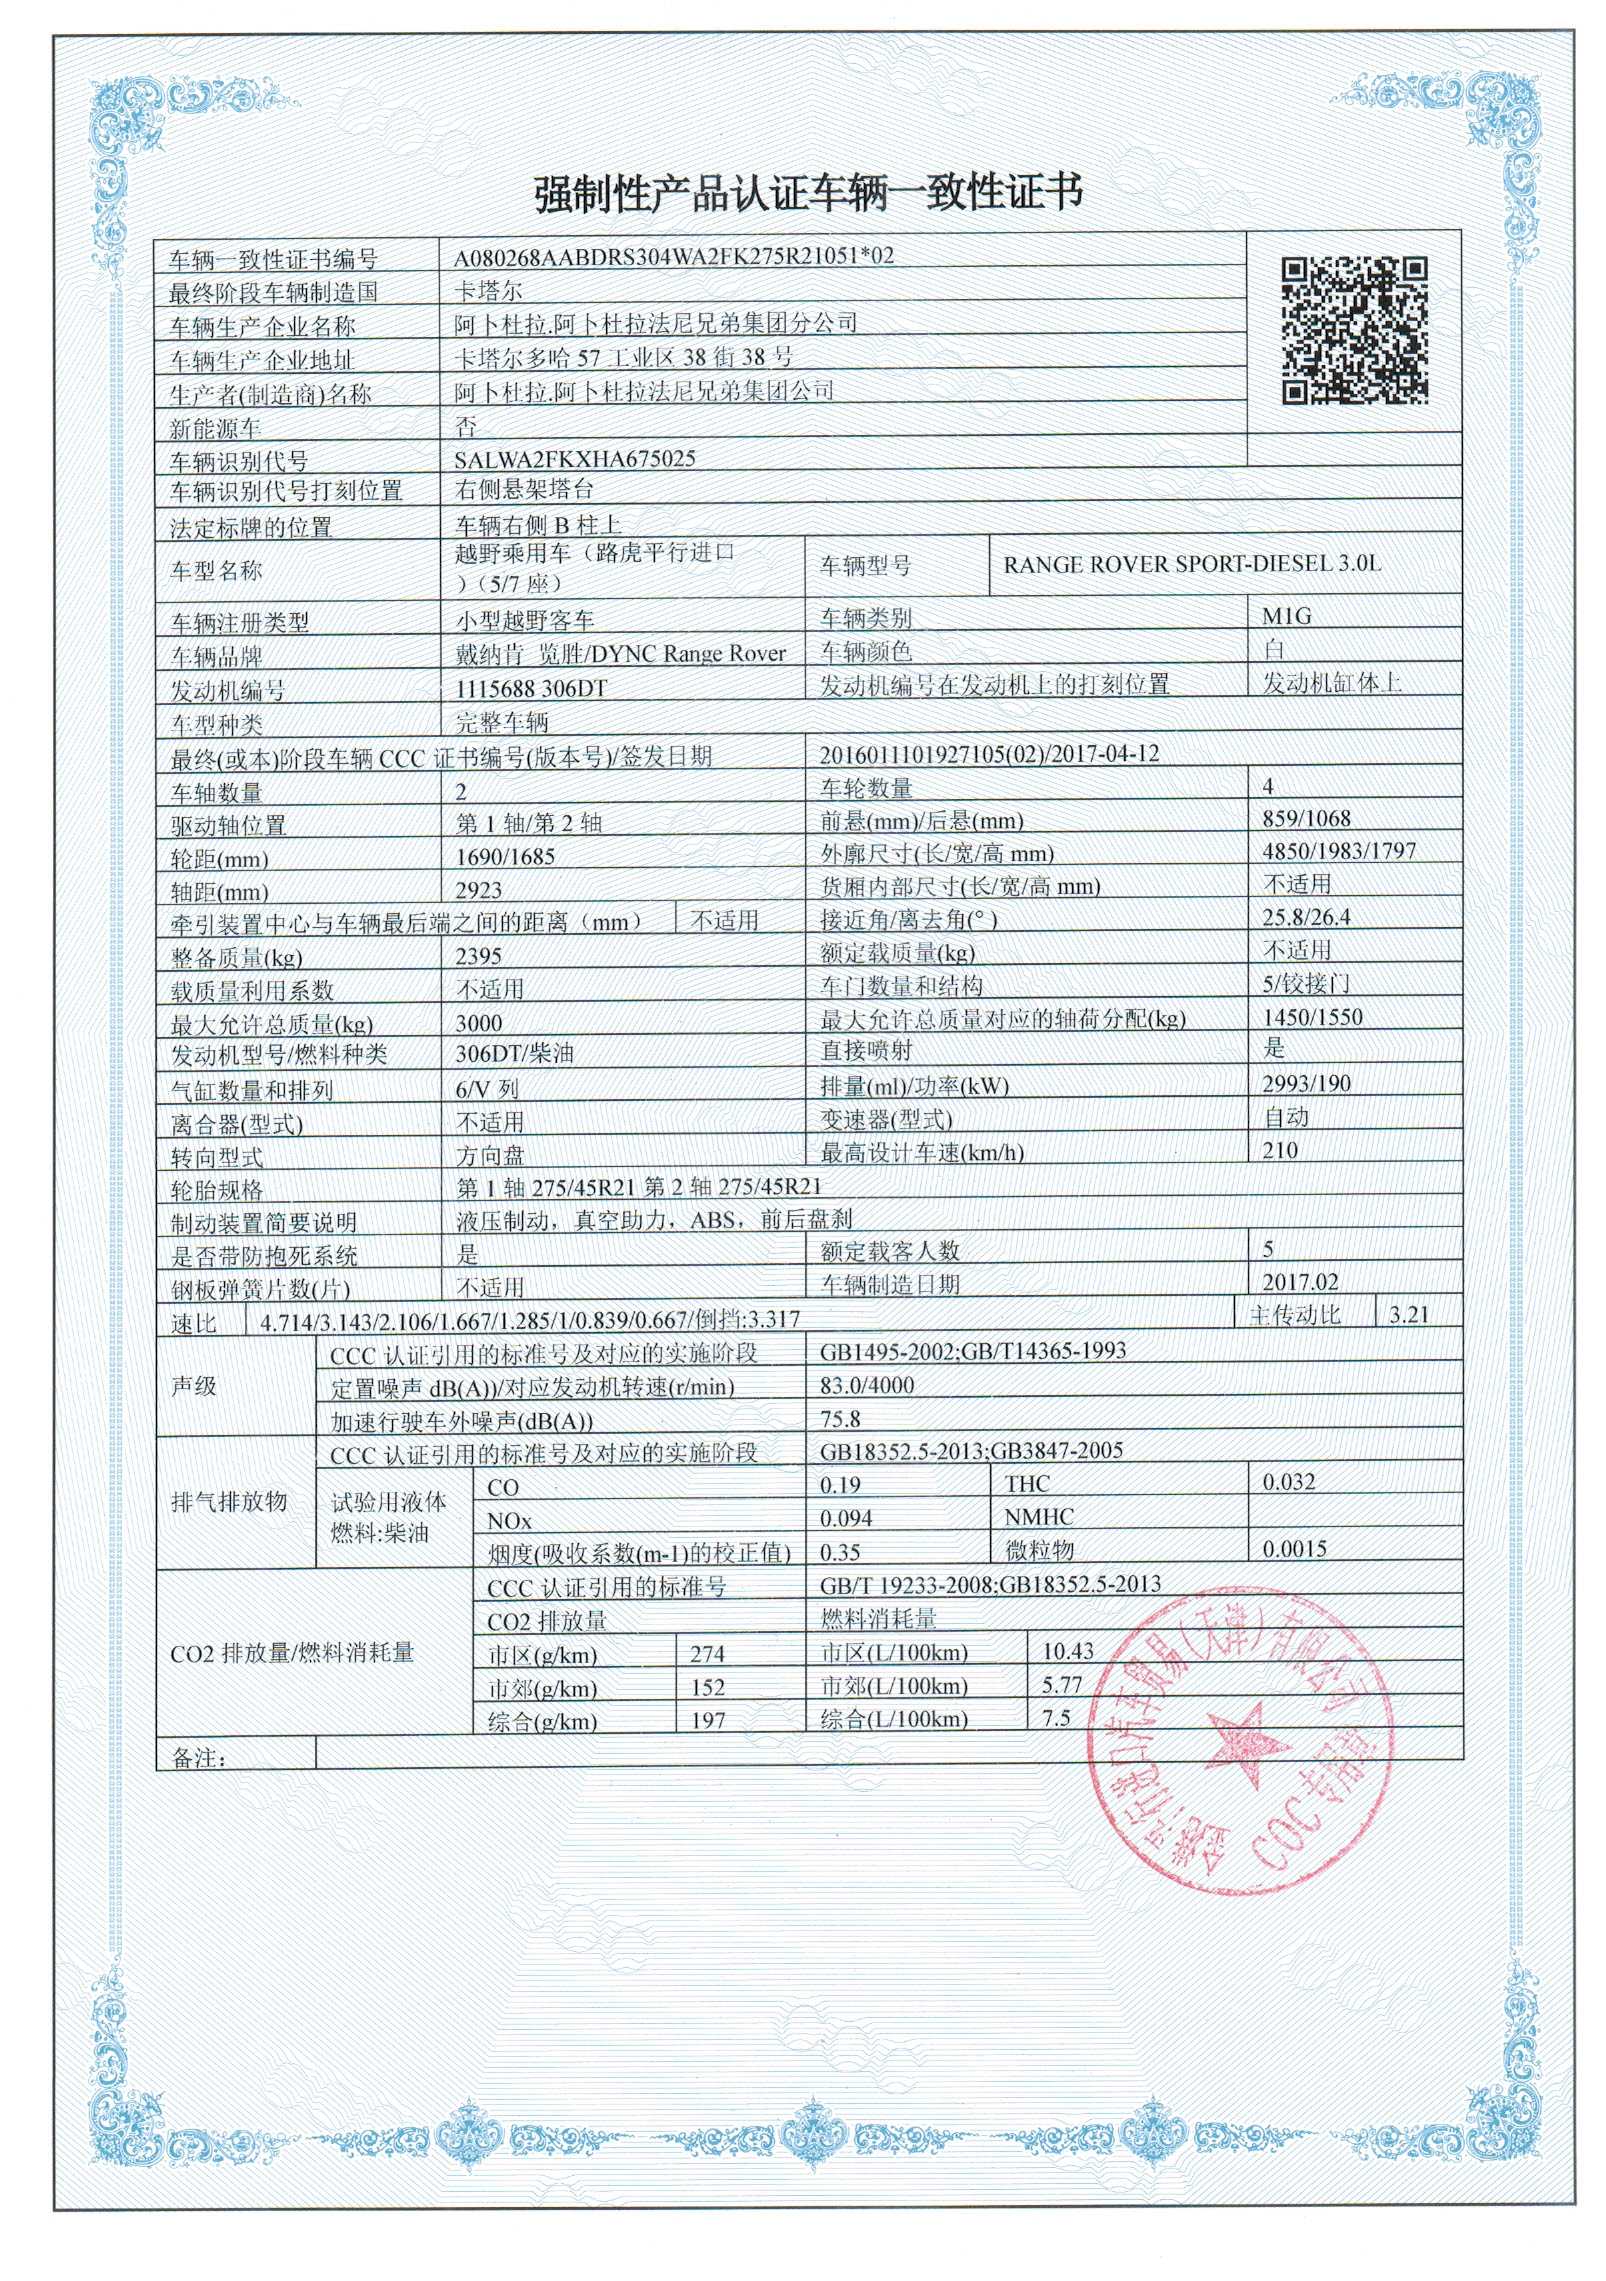 强制性产品认证车辆一致性证书
车辆一致性证书编号 A080268AABDRS304WA2FK275R21051*02
最终阶段车辆制造国 卡塔尔
车辆生产企业名称 阿卜杜拉.阿卜杜拉法尼兄弟集团分公司
车辆生产企业地址 卡塔尔多哈 57 工业区 38 街 38 号
生产者(制造商)名称 阿卜杜拉.阿卜杜拉法尼兄弟集团公司
新能源车 否
车辆识别代号 SALWA2FKXHA675025
车辆识别代号打刻位置 右侧悬架塔台
法定标牌的位置 车辆右侧 B 柱上
车型名称 越野乘用车（路虎平行进口
）（5/7 座） 车辆型号 RANGE ROVER SPORT-DIESEL 3.0L
车辆注册类型 小型越野客车 车辆类别 M1G
车辆品牌 戴纳肯 览胜/DYNC Range Rover 车辆颜色 白
发动机编号 1115688 306DT 发动机编号在发动机上的打刻位置 发动机缸体上
车型种类 完整车辆
最终(或本)阶段车辆 CCC 证书编号(版本号)/签发日期 2016011101927105(02)/2017-04-12
车轴数量 2 车轮数量 4
驱动轴位置 第 1 轴/第 2 轴 前悬(mm)/后悬(mm) 859/1068
轮距(mm) 1690/1685 外廓尺寸(长/宽/高 mm) 4850/1983/1797
轴距(mm) 2923 货厢内部尺寸(长/宽/高 mm) 不适用
牵引装置中心与车辆最后端之间的距离（mm） 不适用 接近角/离去角(°) 25.8/26.4
整备质量(kg) 2395 额定载质量(kg) 不适用
载质量利用系数 不适用 车门数量和结构 5/铰接门
最大允许总质量(kg) 3000 最大允许总质量对应的轴荷分配(kg) 1450/1550
发动机型号/燃料种类 306DT/柴油 直接喷射 是
气缸数量和排列 6/V 列 排量(ml)/功率(kW) 2993/190
离合器(型式) 不适用 变速器(型式) 自动
转向型式 方向盘 最高设计车速(km/h) 210
轮胎规格 第 1 轴 275/45R21 第 2 轴 275/45R21
制动装置简要说明 液压制动，真空助力，ABS，前后盘刹
是否带防抱死系统 是 额定载客人数 5
钢板弹簧片数(片) 不适用 车辆制造日期 2017.02
速比 4.714/3.143/2.106/1.667/1.285/1/0.839/0.667/倒挡:3.317 主传动比 3.21
声级 CCC 认证引用的标准号及对应的实施阶段 GB1495-2002;GB/T14365-1993
定置噪声 dB(A))/对应发动机转速(r/min) 83.0/4000
加速行驶车外噪声(dB(A)) 75.8
排气排放物 CCC 认证引用的标准号及对应的实施阶段 GB18352.5-2013;GB3847-2005
试验用液体
燃料:柴油
CO 0.19 THC 0.032
NOx 0.094 NMHC
烟度(吸收系数(m-1)的校正值) 0.35 微粒物 0.0015
CO2 排放量/燃料消耗量 CCC 认证引用的标准号 GB/T 19233-2008;GB18352.5-2013
CO2 排放量 燃料消耗量
市区(g/km) 274 市区(L/100km) 10.43
市郊(g/km) 152 市郊(L/100km) 5.77
综合(g/km) 197 综合(L/100km) 7.5
备注:
行进口汽车贸易（天津）有限公司
COC 专用章